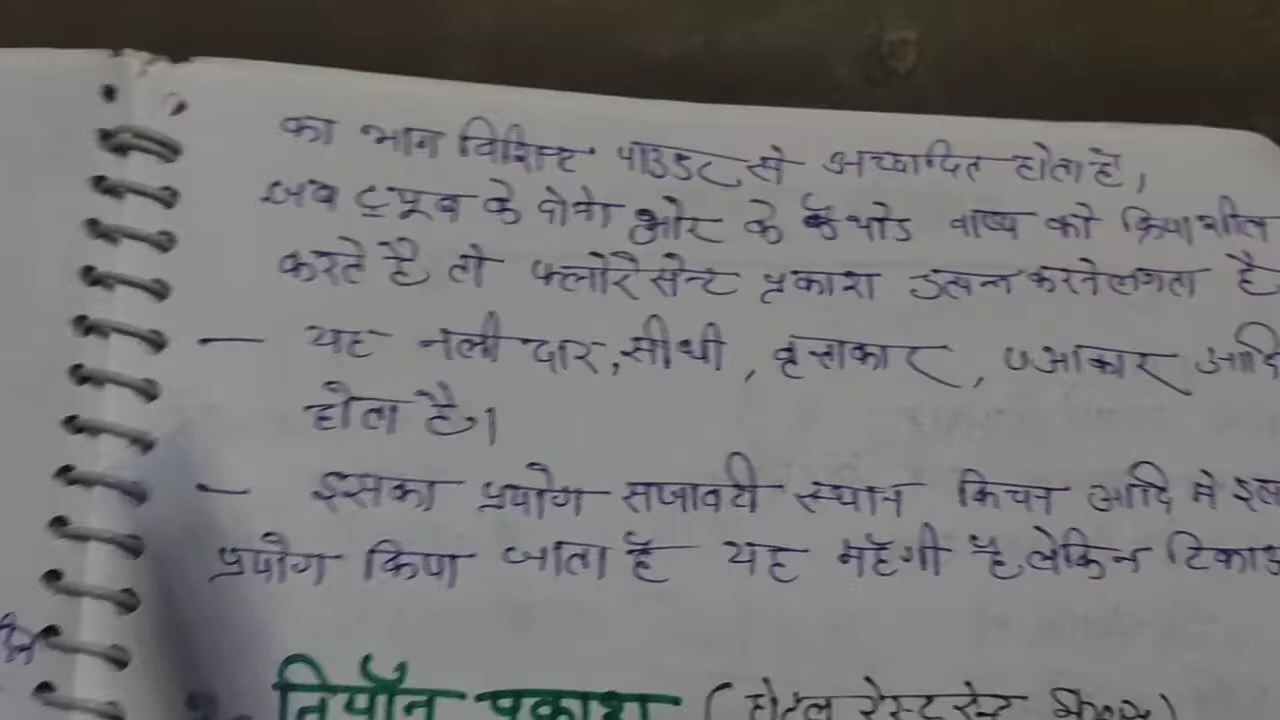 का भाग विशिष्ट पाउडर से अच्छादित होता है,
जब ट्यूब के दोनो ओर के कैथोड वाष्प को क्रियाशील
करते है तो फ्लोरेसेन्ट प्रकाश उत्पन्न करने लगता है
— यह नली दार, सीधी, वृत्ताकार, U आकार आदि
होता है।
- इसका प्रयोग सजावटी स्थान किचन आदि मे इस
प्रयोग किया जाता है यह महँगी है, लेकिन टिकाउ
नियॉन प्रकाश (होटल रेस्टोरेन्ट